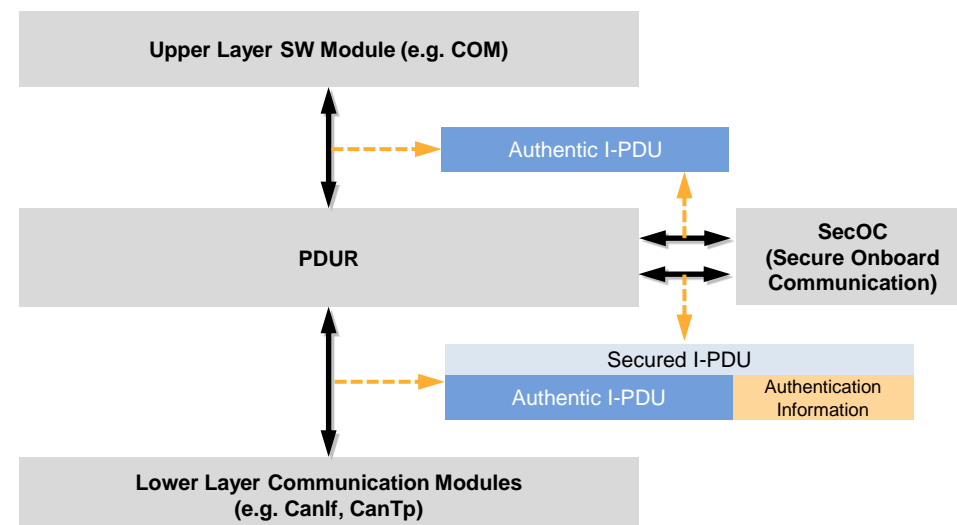 Upper Layer SW Module (e.g. COM)
Authentic I-PDU
PDUR
SecOC
(Secure Onboard
Communication)
Secured I-PDU
Authentic I-PDU
Authentication
Information
Lower Layer Communication Modules
(e.g. CanIf, CanTp)